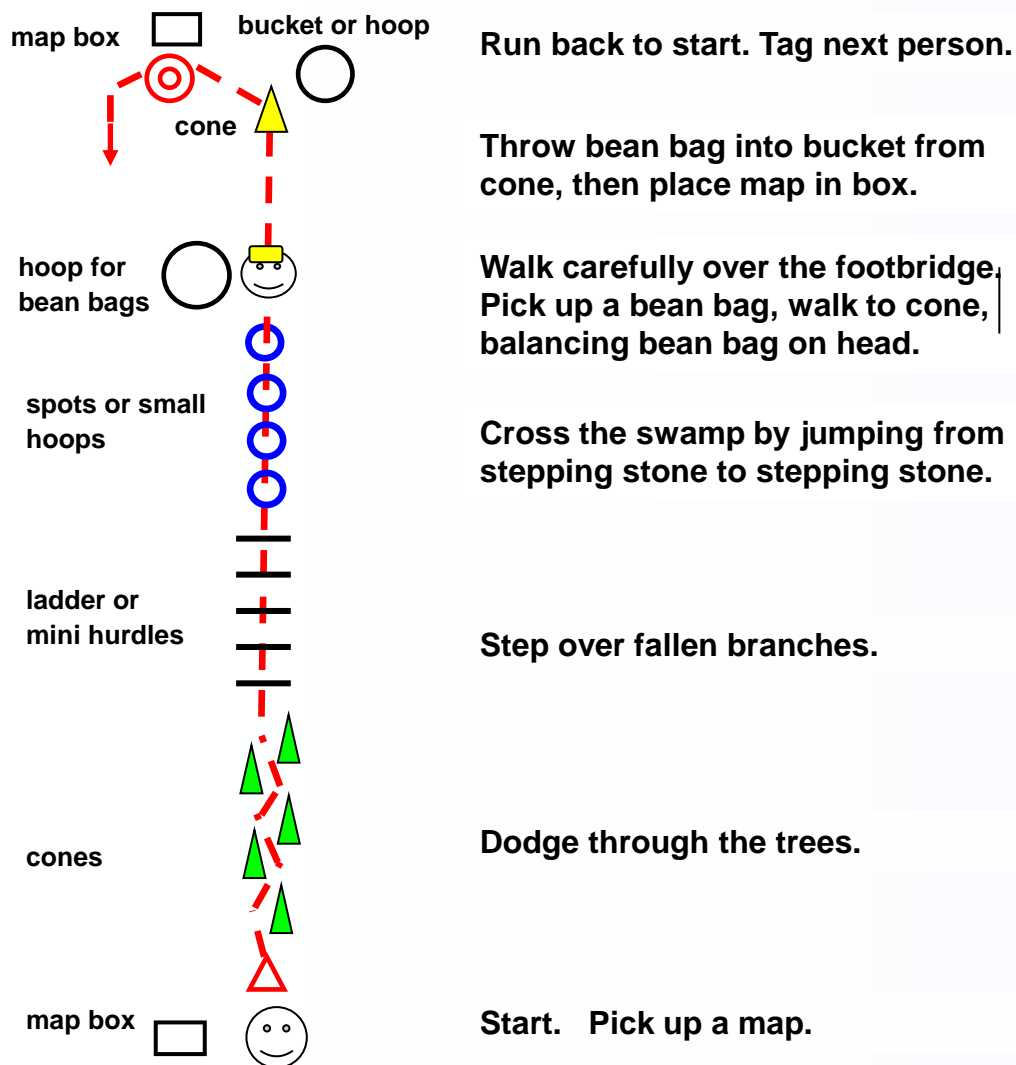 map box
bucket or hoop
Run back to start. Tag next person.
cone
Throw bean bag into bucket from
cone, then place map in box.
hoop for
bean bags
Walk carefully over the footbridge.
Pick up a bean bag, walk to cone,
balancing bean bag on head.
spots or small
hoops
Cross the swamp by jumping from
stepping stone to stepping stone.
ladder or
mini hurdles
Step over fallen branches.
cones
Dodge through the trees.
map box
Start. Pick up a map.